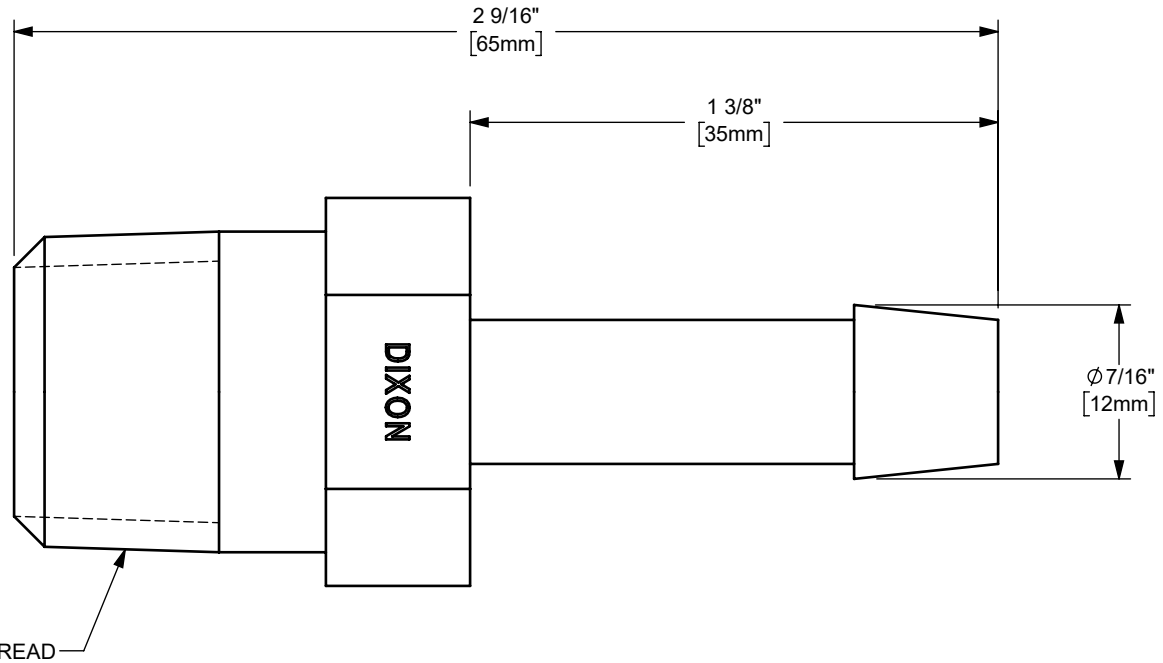 2 9/16"
[65mm]
1 3/8"
[35mm]
DIXON
⌀7/16"
[12mm]
READ